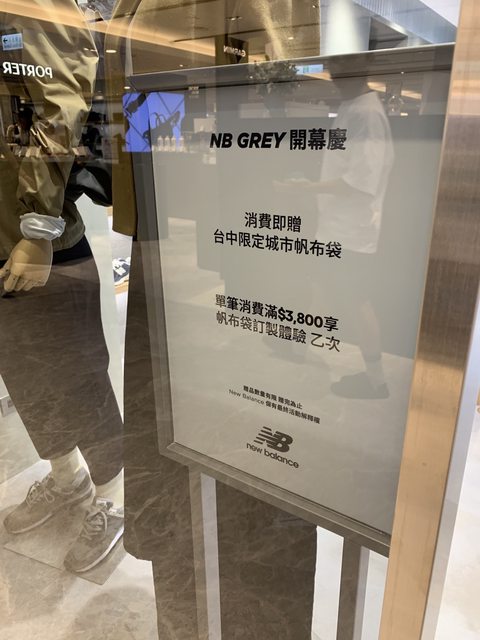 PORTER
GARMIN
NB GREY 開幕慶
消費即贈
台中限定城市帆布袋
單筆消費滿$3,800享
帆布袋訂製體驗 乙次
贈品數量有限 贈完為止
New Balance 保有最終活動解釋權
NB
new balance